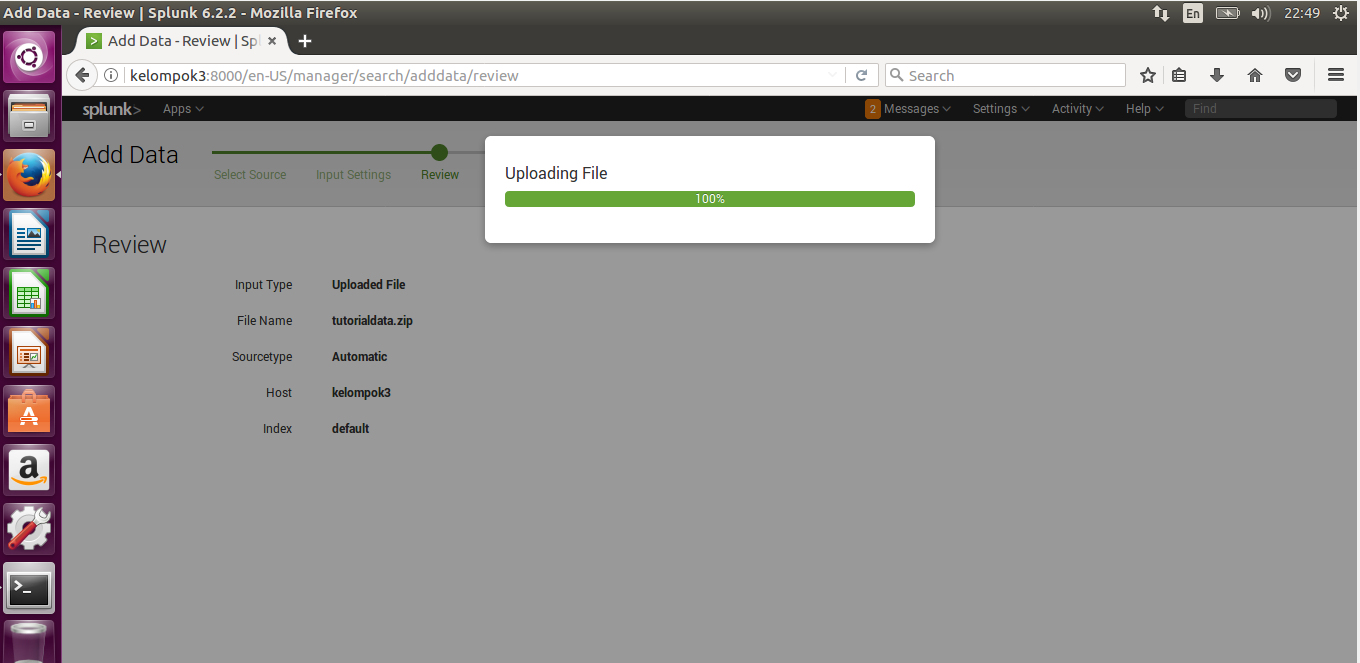 Add Data - Review | Splunk 6.2.2 - Mozilla Firefox
En
22:49
Add Data - Review | Spl
kelompok3:8000/en-US/manager/search/adddata/review
Search
splunk>
Apps
2 Messages
Settings
Activity
Help
Find
Add Data
Select Source
Input Settings
Review
Uploading File
100%
Review
Input Type Uploaded File
File Name tutorialdata.zip
Sourcetype Automatic
Host kelompok3
Index default